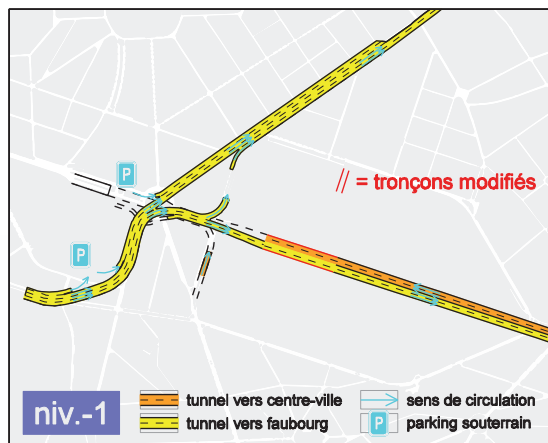 P
// = tronçons modifiés
P
niv.-1
tunnel vers centre-ville
tunnel vers faubourg
sens de circulation
P parking souterrain